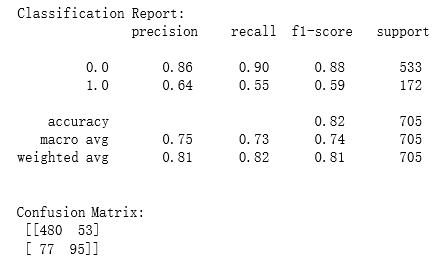 Classification Report:
              precision    recall  f1-score   support

         0.0       0.86      0.90      0.88       533
         1.0       0.64      0.55      0.59       172

    accuracy                           0.82       705
   macro avg       0.75      0.73      0.74       705
weighted avg       0.81      0.82      0.81       705

Confusion Matrix:
 [[480  53]
 [ 77  95]]